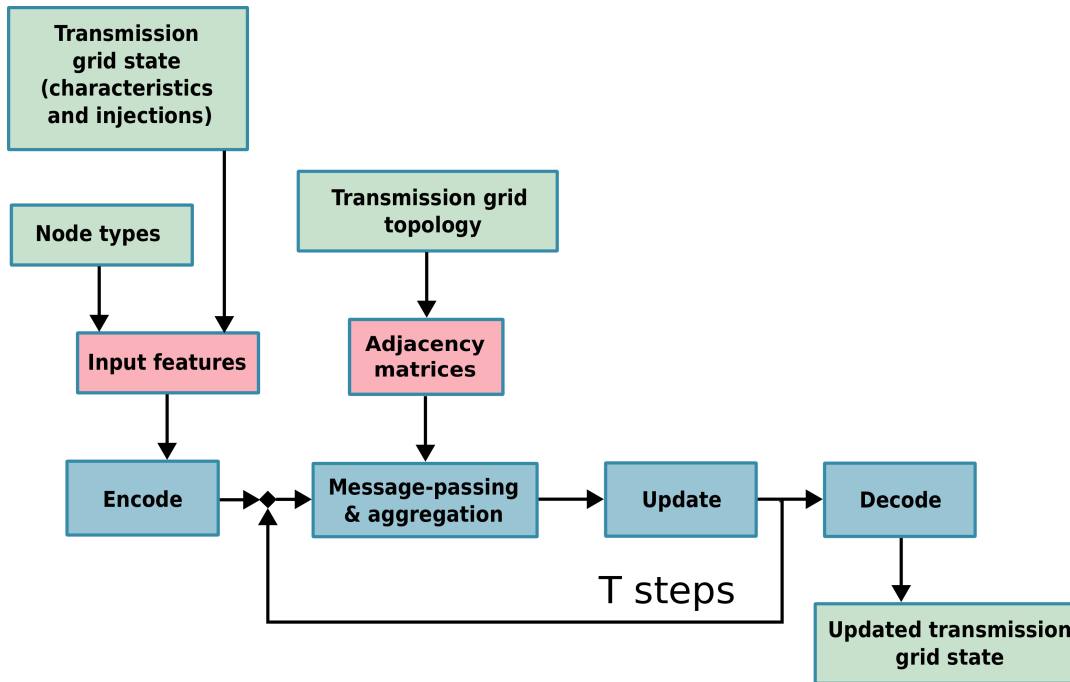 Transmission
grid state
(characteristics
and injections)
Node types
Transmission grid
topology
Input features
Adjacency
matrices
Encode
Message-passing
& aggregation
Update
Decode
T steps
Updated transmission
grid state